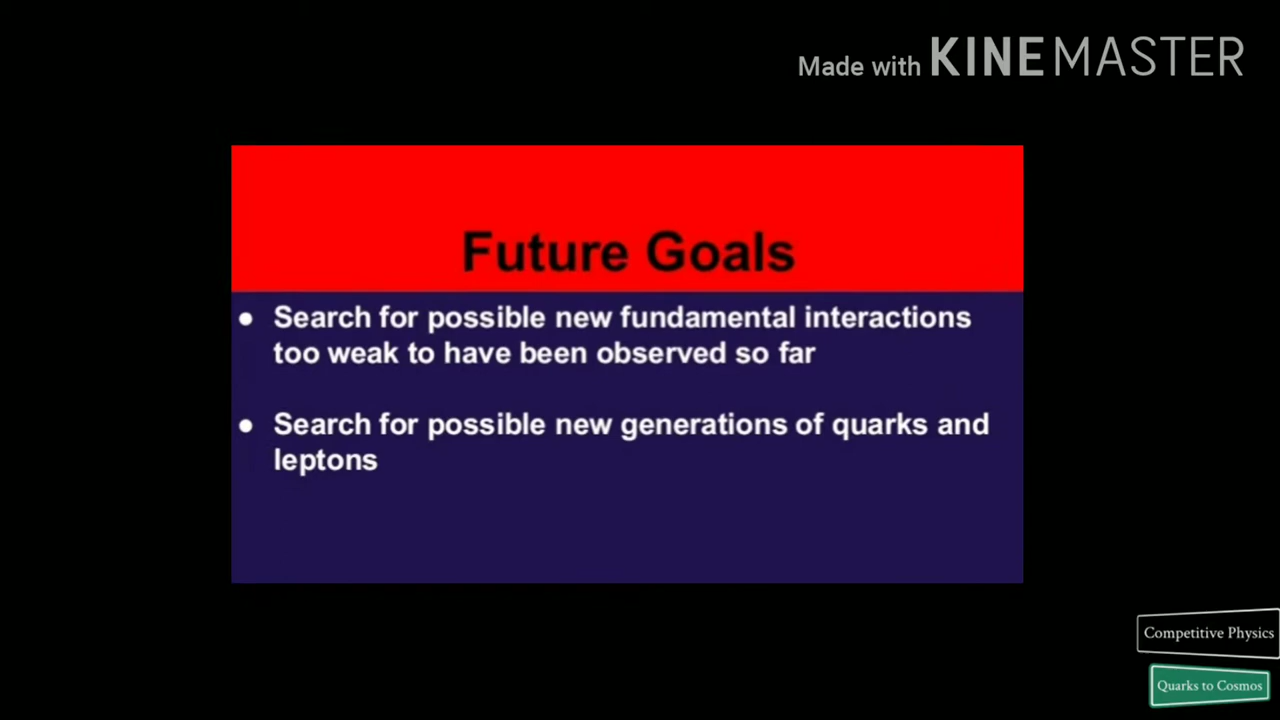 Made with KINEMASTER
Future Goals
● Search for possible new fundamental interactions
too weak to have been observed so far
● Search for possible new generations of quarks and
leptons
Competitive Physics
Quarks to Cosmos